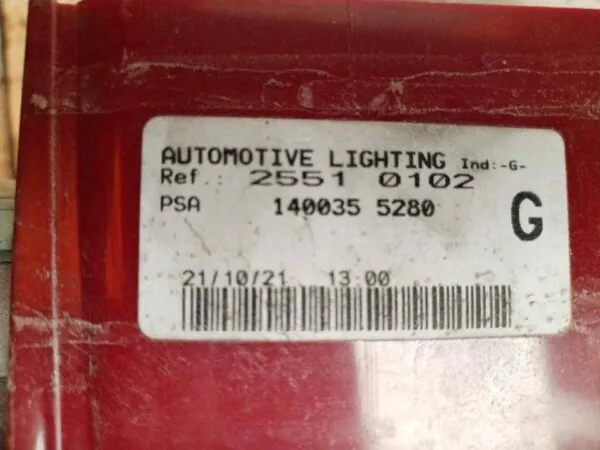 AUTOMOTIVE LIGHTING Ind:-G-
Ref.: 2551 0102
PSA 140035 5280
G
21/10/21 13:00